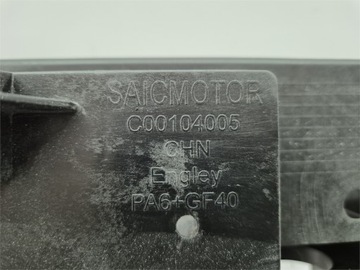 SAICMOTOR
C00104005
CHN
Engley
PA6+GF40